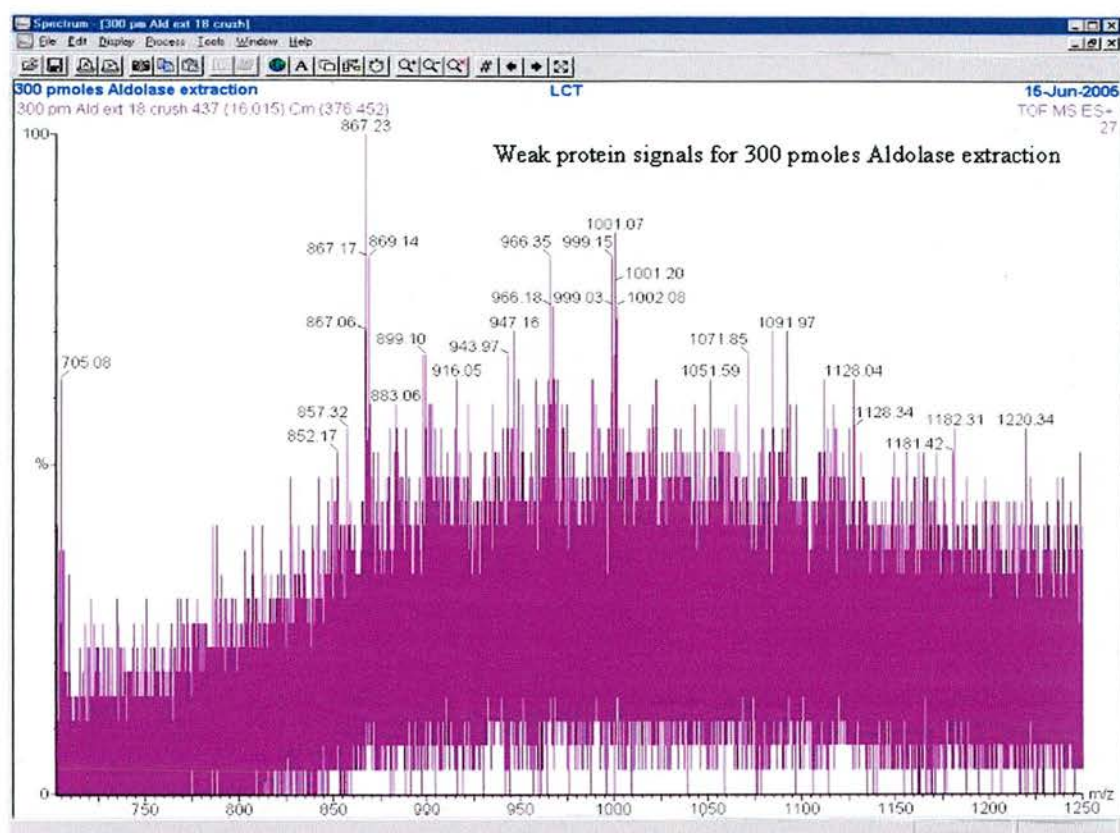 Spectrum - [300 pm Ald ext 18 crush]
File Edit Display Process Tools Window Help
300 pmoles Aldolase extraction LCT 15-Jun-2006
300 pm Ald ext 18 crush 437 (16.015) Cm (376:452) TOF MS ES+
27
100
867.23
Weak protein signals for 300 pmoles Aldolase extraction
1001.07
867.17 869.14 966.35 999.15
1001.20
966.18 999.03 1002.08
867.06 947.16
899.10 943.97 1071.85 1091.97
705.08 916.05 1051.59 1128.04
883.06
857.32 1128.34 1182.31 1220.34
852.17 1181.42
%
0
m/z
750 800 850 900 950 1000 1050 1100 1150 1200 1250